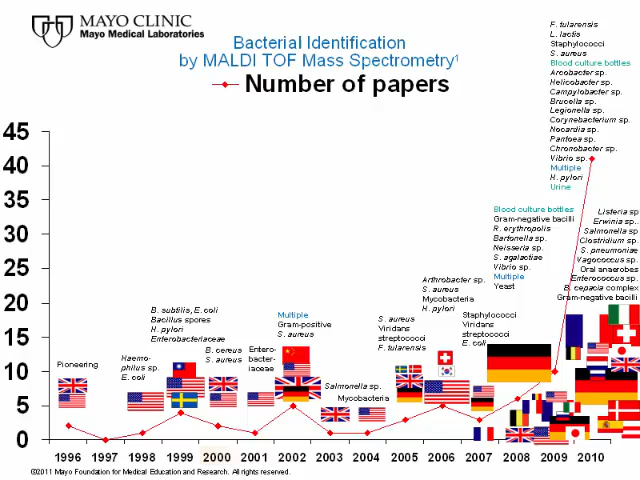 MAYO CLINIC
Mayo Medical Laboratories
Bacterial Identification
by MALDI TOF Mass Spectrometry1
Number of papers
F. tularensis
L. lactis
Staphylococci
S. aureus
Blood culture bottles
Arcobacter sp.
Helicobacter sp.
Campylobacter sp.
Brucella sp.
Legionella sp.
Corynebacterium sp.
Nocardia sp.
Pantoea sp.
Chronobacter sp.
Vibrio sp.
Multiple
H. pylori
Urine
45
40
35
30
25
20
15
10
5
0
Pioneering
Haemo-
philus sp.
E. coli
B. subtilis, E. coli
Bacillus spores
H. pylori
Enterobacteriaceae
B. cereus
S. aureus
Entero-
bacter-
iaceae
Multiple
Gram-positive
S. aureus
Salmonella sp.
Mycobacteria
S. aureus
Viridans
streptococci
F. tularensis
Arthrobacter sp.
S. aureus
Mycobacteria
H. pylori
Staphylococcus
Viridans
streptococci
E. coli
Blood culture bottles
Gram-negative bacilli
R. erythropolis
Bartonella sp.
Neisseria sp.
S. agalactiae
Vibrio sp.
Multiple
Yeast
Listeria sp
Erwinia sp..
Salmonella sp
Clostridium sp.
S. pneumoniae
Vagococcus sp.
Oral anaerobes
Enterococcus sp.
B. cepacia complex
Gram-negative bacilli
1996 1997 1998 1999 2000 2001 2002 2003 2004 2005 2006 2007 2008 2009 2010
©2011 Mayo Foundation for Medical Education and Research. All rights reserved.